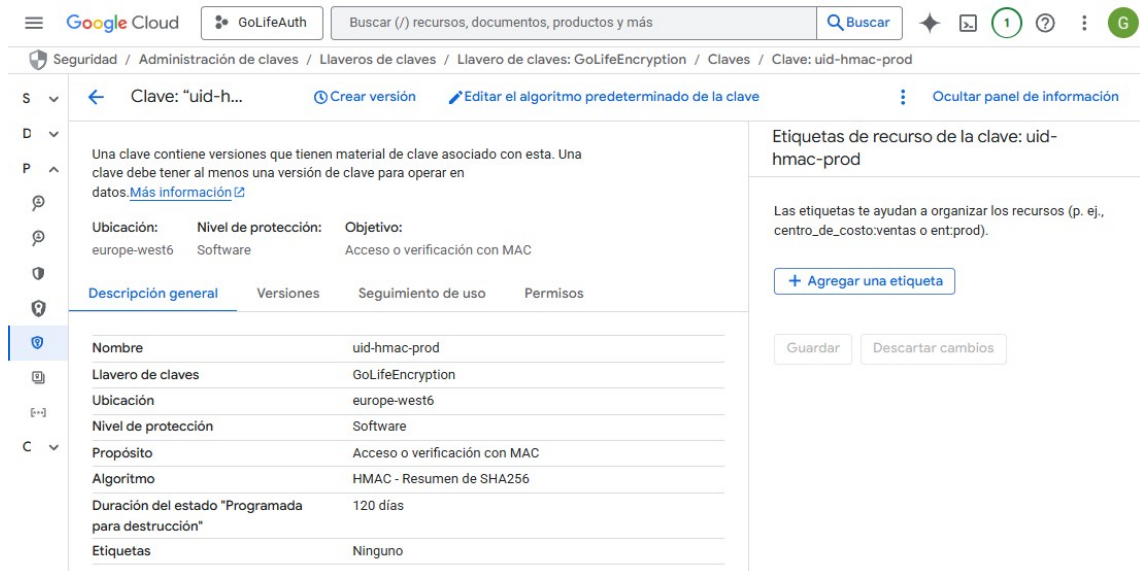 Google Cloud
GoLifeAuth
Buscar (/) recursos, documentos, productos y más
Buscar
1
G
Seguridad / Administración de claves / Llaveros de claves / Llavero de claves: GoLifeEncryption / Claves / Clave: uid-hmac-prod
S
D
P
C
Clave: “uid-h...
Crear versión
Editar el algoritmo predeterminado de la clave
Ocultar panel de información
Una clave contiene versiones que tienen material de clave asociado con esta. Una
clave debe tener al menos una versión de clave para operar en
datos.Más información
Ubicación: Nivel de protección: Objetivo:
europe-west6 Software Acceso o verificación con MAC
Descripción general Versiones Seguimiento de uso Permisos
Nombre uid-hmac-prod
Llavero de claves GoLifeEncryption
Ubicación europe-west6
Nivel de protección Software
Propósito Acceso o verificación con MAC
Algoritmo HMAC - Resumen de SHA256
Duración del estado "Programada 120 días
para destrucción"
Etiquetas Ninguno
Etiquetas de recurso de la clave: uid-
hmac-prod
Las etiquetas te ayudan a organizar los recursos (p. ej.,
centro_de_costo:ventas o ent:prod).
+ Agregar una etiqueta
Guardar Descartar cambios